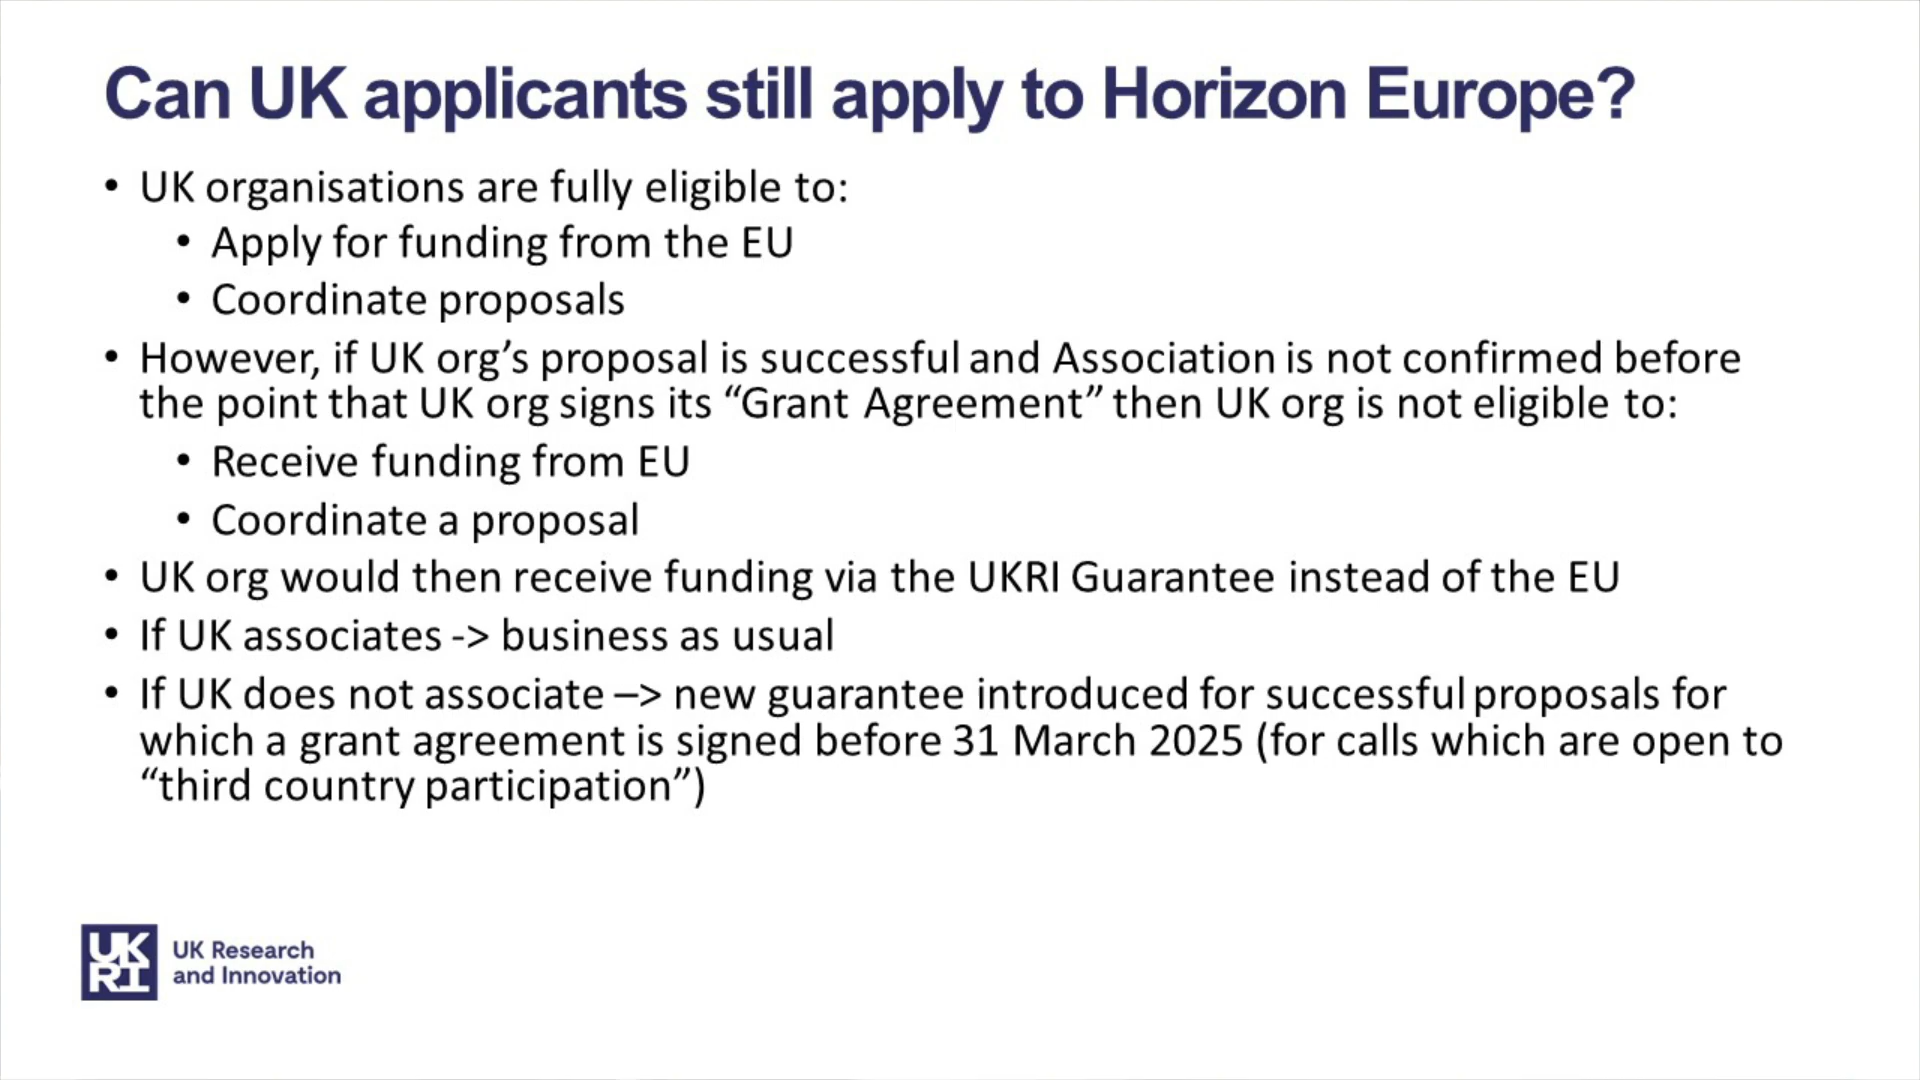 Can UK applicants still apply to Horizon Europe?
• UK organisations are fully eligible to:
• Apply for funding from the EU
• Coordinate proposals
• However, if UK org’s proposal is successful and Association is not confirmed before
the point that UK org signs its “Grant Agreement” then UK org is not eligible to:
• Receive funding from EU
• Coordinate a proposal
• UK org would then receive funding via the UKRI Guarantee instead of the EU
• If UK associates -> business as usual
• If UK does not associate –> new guarantee introduced for successful proposals for
which a grant agreement is signed before 31 March 2025 (for calls which are open to
“third country participation”)
UK
RI
UK Research
and Innovation